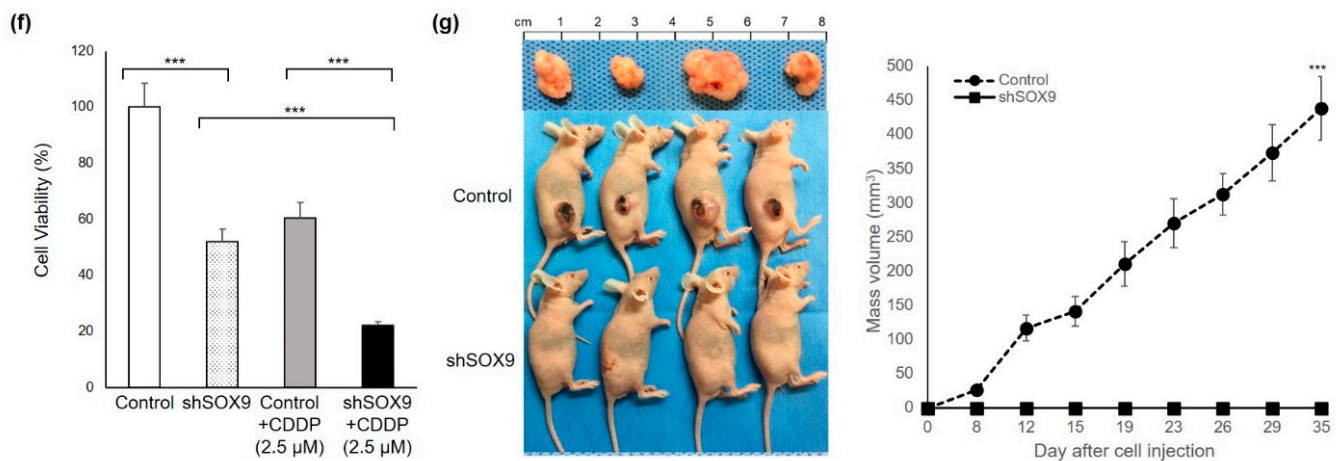 (f)
120
100
80
60
40
20
0
Cell Viability (%)
***
***
***
Control
shSOX9
Control
+CDDP
(2.5 µM)
shSOX9
+CDDP
(2.5 µM)
(g)
cm 1 2 3 4 5 6 7 8
Control
shSOX9
500
450
400
350
300
250
200
150
100
50
0
Mass volume (mm³)
Control
shSOX9
***
0 8 12 15 19 23 26 29 35
Day after cell injection